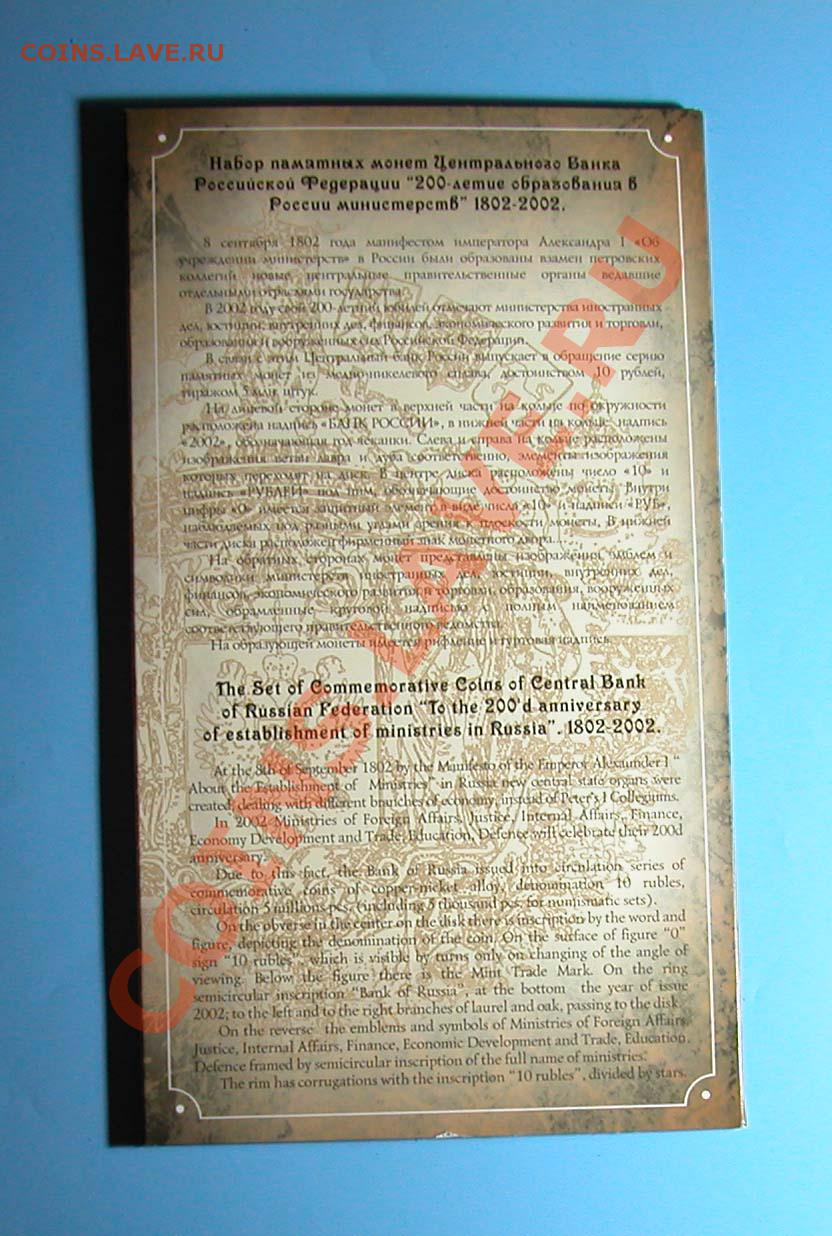 COINS.LAVE.RU
Набор памятных монет Центрального Банка
Российской Федерации "200-летие образования в
России министерств" 1802-2002.
8 сентября 1802 года манифестом императора Александра I «Об
учреждении министерств» в России были образованы взамен петровских
коллегий новые центральные правительственные органы ведавшие
отдельными отраслями государства.
В 2002 году свой 200-летний юбилей отмечают министерства иностранных
дел, юстиции, внутренних дел, финансов, экономического развития и торговли,
образования и вооруженных сил Российской Федерации.
В связи с этим Центральный банк России выпускает в обращение серию
памятных монет из медно-никелевого сплава, достоинством 10 рублей,
тиражом 5 млн. штук.
На лицевой стороне монет в верхней части на кольце по окружности
расположена надпись «БАНК РОССИИ», в нижней части на кольце, надпись
«2002», обозначающая год чеканки. Слева и справа на кольце расположены
изображения ветви лавра и дуба соответственно, элементы изображения
которых переходят на диск. В центре диска расположены число «10» и
надпись «РУБЛЕЙ» под ним, обозначающие достоинство монеты. Внутри
цифры «0» имеется защитный элемент в виде числа «10» и надписи «РУБ»,
наблюдаемых под разными углами зрения к плоскости монеты. В нижней
части диска расположен фирменный знак монетного двора.
На обратных сторонах монет представлены изображения эмблем и
символики министерств иностранных дел, юстиции, внутренних дел,
финансов, экономического развития и торговли, образования, вооруженных
сил, обрамленные круговой надписью с полным наименованием
соответствующего правительственного ведомства.
На образующей монеты имеется рифление и гуртовая надпись
The Set of Commemorative Coins of Central Bank
of Russian Federation "To the 200'd anniversary
of establishment of ministries in Russia". 1802-2002.
At the 8th of September 1802 by the Manifesto of the Emperor Alexaunder I "
About the Establishment of Ministries" in Russia new central state organs were
created, dealing with different branches of economy, instead of Peter's I Collegiums.
In 2002 Ministries of Foreign Affairs, Justice, Internal Affairs, Finance,
Economy Development and Trade, Education, Defence will celebrate their 200d
anniversary.
Due to this fact, the Bank of Russia issued into circulation series of
commemorative coins of copper-nicket alloy, denomination 10 rubles,
circulation 5 millions pcs, (including 5 thousand pcs, for numismatic sets).
On the obverse in the center on the disk there is inscription by the word and
figure, depicting the denomination of the coin. On the surface of figure "0"
sign "10 rubles", which is visible by turns only on changing of the angle of
viewing. Below the figure there is the Mint Trade Mark. On the ring
semicircular inscription "Bank of Russia", at the bottom the year of issue
2002; to the left and to the right branches of laurel and oak, passing to the disk.
On the reverse the emblems and symbols of Ministries of Foreign Affairs,
Justice, Internal Affairs, Finance, Economic Development and Trade, Education,
Defence framed by semicircular inscription of the full name of ministries.
The rim has corrugations with the inscription "10 rubles", divided by stars.
COINS.LAVE.RU